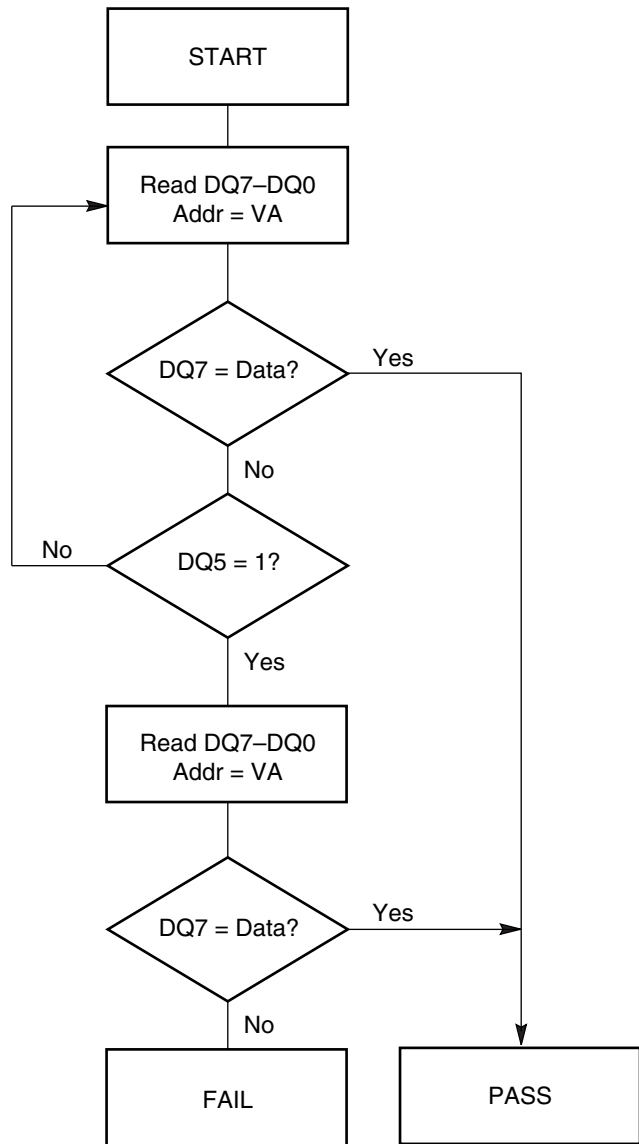 START
Read DQ7–DQ0
Addr = VA
DQ7 = Data?
Yes
No
No
DQ5 = 1?
Yes
Read DQ7–DQ0
Addr = VA
DQ7 = Data?
Yes
No
FAIL
PASS